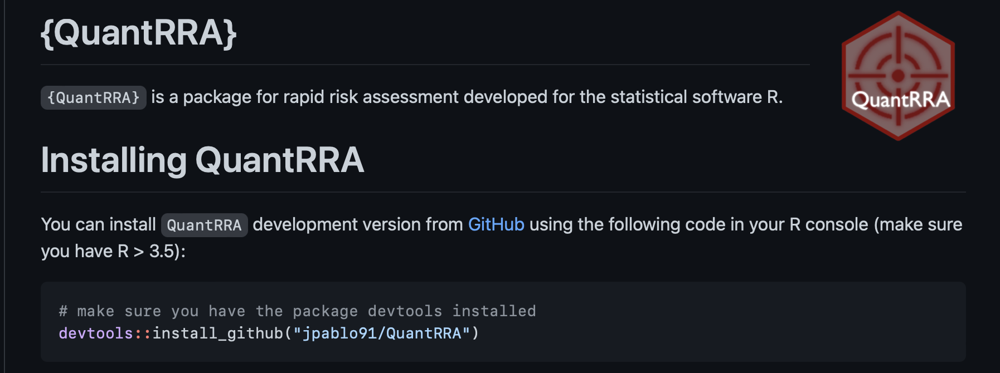 {QuantRRA}
QuantRRA
{QuantRRA} is a package for rapid risk assessment developed for the statistical software R.
Installing QuantRRA
You can install QuantRRA development version from GitHub using the following code in your R console (make sure
you have R > 3.5):
# make sure you have the package devtools installed
devtools::install_github("jpablo91/QuantRRA")